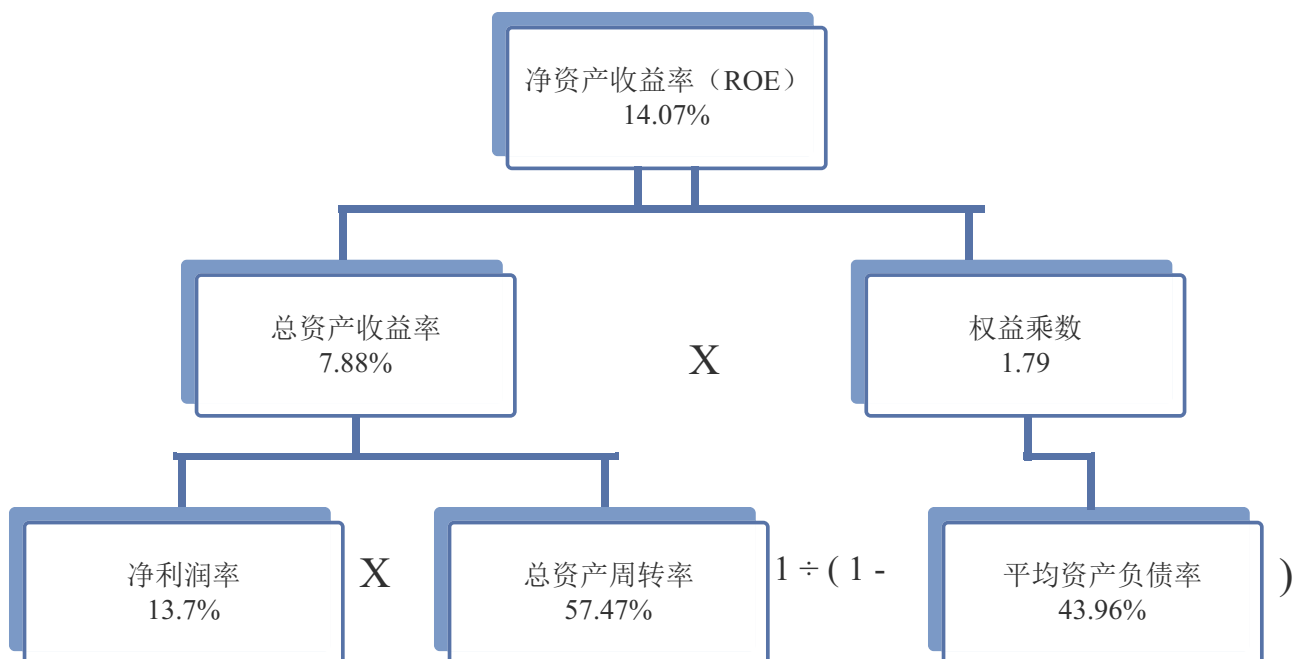 净资产收益率（ROE）
14.07%
总资产收益率
7.88%
X
权益乘数
1.79
净利润率
13.7%
X
总资产周转率
57.47%
1 ÷ ( 1 -
平均资产负债率
43.96%
)